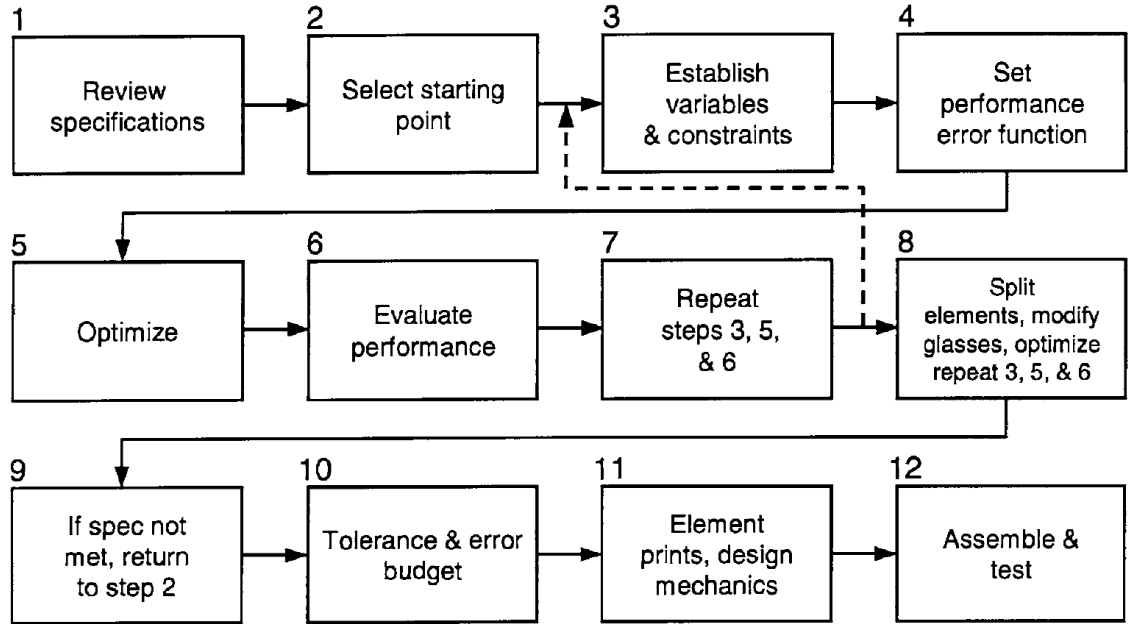 1
Review
specifications
2
Select starting
point
3
Establish
variables
& constraints
4
Set
performance
error function
5
Optimize
6
Evaluate
performance
7
Repeat
steps 3, 5,
& 6
8
Split
elements, modify
glasses, optimize
repeat 3, 5, & 6
9
If spec not
met, return
to step 2
10
Tolerance & error
budget
11
Element
prints, design
mechanics
12
Assemble &
test